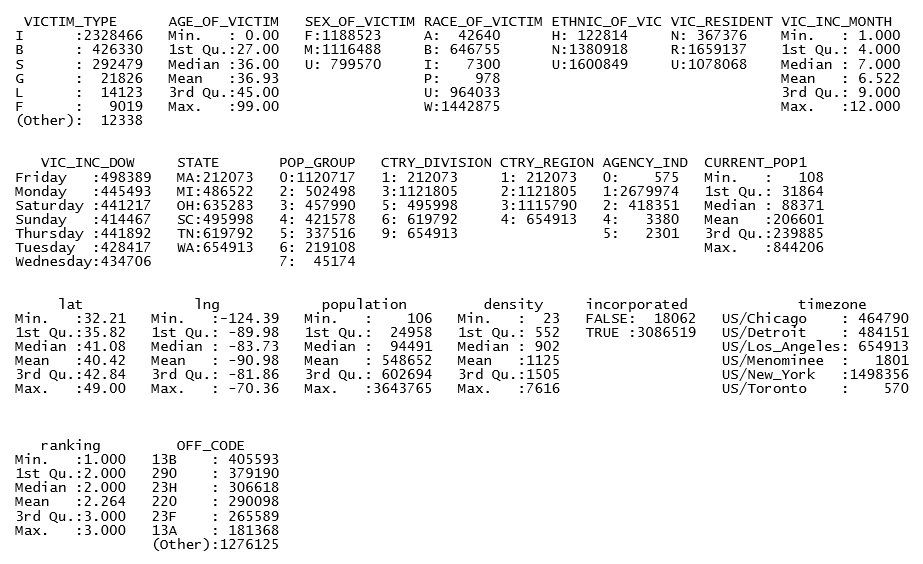 VICTIM_TYPE      AGE_OF_VICTIM   SEX_OF_VICTIM RACE_OF_VICTIM ETHNIC_OF_VIC VIC_RESIDENT VIC_INC_MONTH
I      :2328466   Min.   : 0.00   F:1188523     A:  42640      H: 122814     N: 367376    Min.   : 1.000
B      : 426330   1st Qu.:27.00   M:1116488     B: 646755      N:1380918     R:1659137    1st Qu.: 4.000
S      : 292479   Median :36.00   U: 799570     I:   7300      U:1600849     U:1078068    Median : 7.000
G      :  21826   Mean   :36.93                 P:    978                                 Mean   : 6.522
L      :  14123   3rd Qu.:45.00                 U: 964033                                 3rd Qu.: 9.000
F      :   9019   Max.   :99.00                 W:1442875                                 Max.   :12.000
(Other):  12338
   VIC_INC_DOW     STATE       POP_GROUP   CTRY_DIVISION CTRY_REGION AGENCY_IND  CURRENT_POP1
Friday   :498389   MA:212073   0:1120717   1: 212073     1: 212073   0:    575   Min.   :   108
Monday   :445493   MI:486522   2: 502498   3:1121805     2:1121805   1:2679974   1st Qu.: 31864
Saturday :441217   OH:635283   3: 457990   5: 495998     3:1115790   2: 418351   Median : 88371
Sunday   :414467   SC:495998   4: 421578   6: 619792     4: 654913   4:   3380   Mean   :206601
Thursday :441892   TN:619792   5: 337516   9: 654913                 5:   2301   3rd Qu.:239885
Tuesday  :428417   WA:654913   6: 219108                                         Max.   :844206
Wednesday:434706               7:  45174
     lat             lng            population         density     incorporated             timezone
Min.   :32.21   Min.   :-124.39   Min.   :    106   Min.   :  23   FALSE:  18062   US/Chicago    : 464790
1st Qu.:35.82   1st Qu.: -89.98   1st Qu.:  24958   1st Qu.: 552   TRUE :3086519   US/Detroit    : 484151
Median :41.08   Median : -83.73   Median :  94491   Median : 902                   US/Los_Angeles: 654913
Mean   :40.42   Mean   : -90.98   Mean   : 548652   Mean   :1125                   US/Menominee  :   1801
3rd Qu.:42.84   3rd Qu.: -81.86   3rd Qu.: 602694   3rd Qu.:1505                   US/New_York   :1498356
Max.   :49.00   Max.   : -70.36   Max.   :3643765   Max.   :7616                   US/Toronto    :    570
   ranking          OFF_CODE
Min.   :1.000   13B    : 405593
1st Qu.:2.000   290    : 379190
Median :2.000   23H    : 306618
Mean   :2.264   220    : 290098
3rd Qu.:3.000   23F    : 265589
Max.   :3.000   13A    : 181368
                (Other):1276125